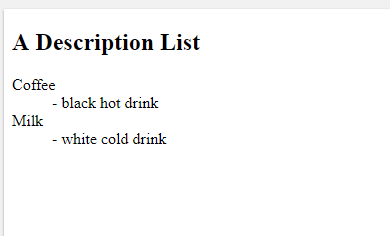 A Description List
Coffee
- black hot drink
Milk
- white cold drink